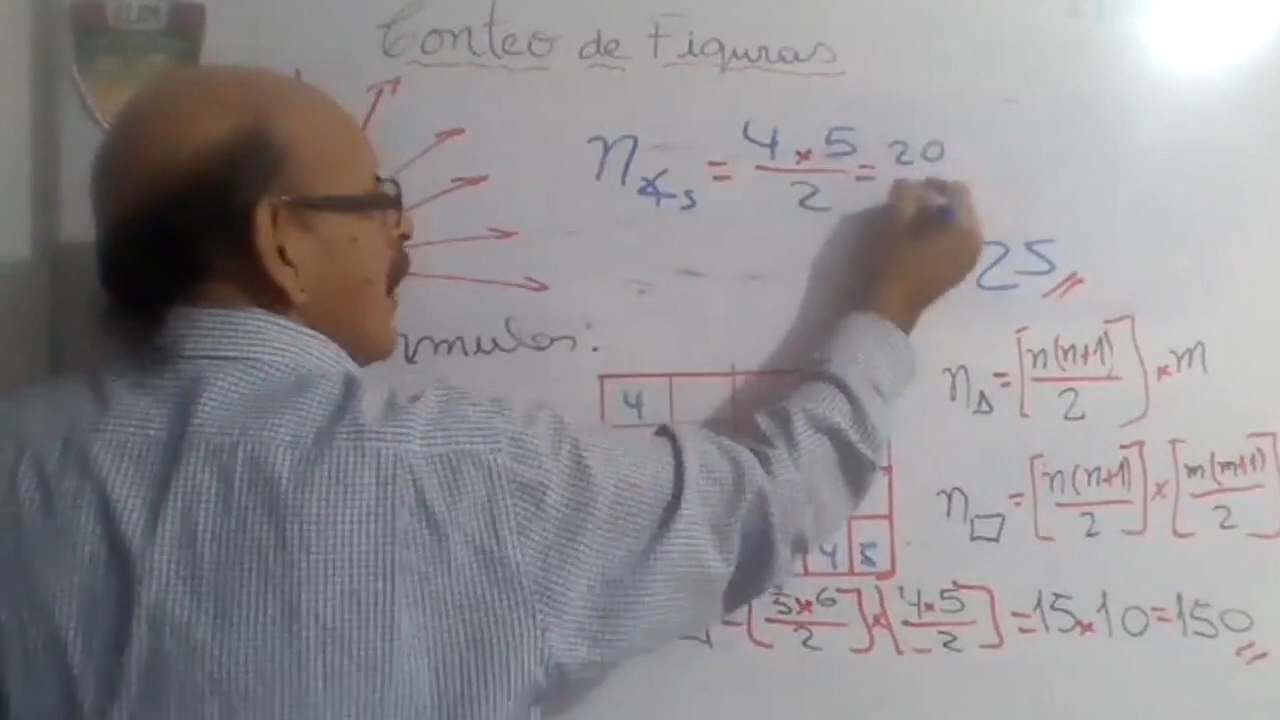 Conteo de Figuras
n∡s = 4×5/2 = 20
25
rmulas:
4
n△ = [n(n+1)/2] × m
n□ = [n(n+1)/2] × [m(m+1)/2]
4 5
[5×6/2] × [4×5/2] = 15×10 = 150